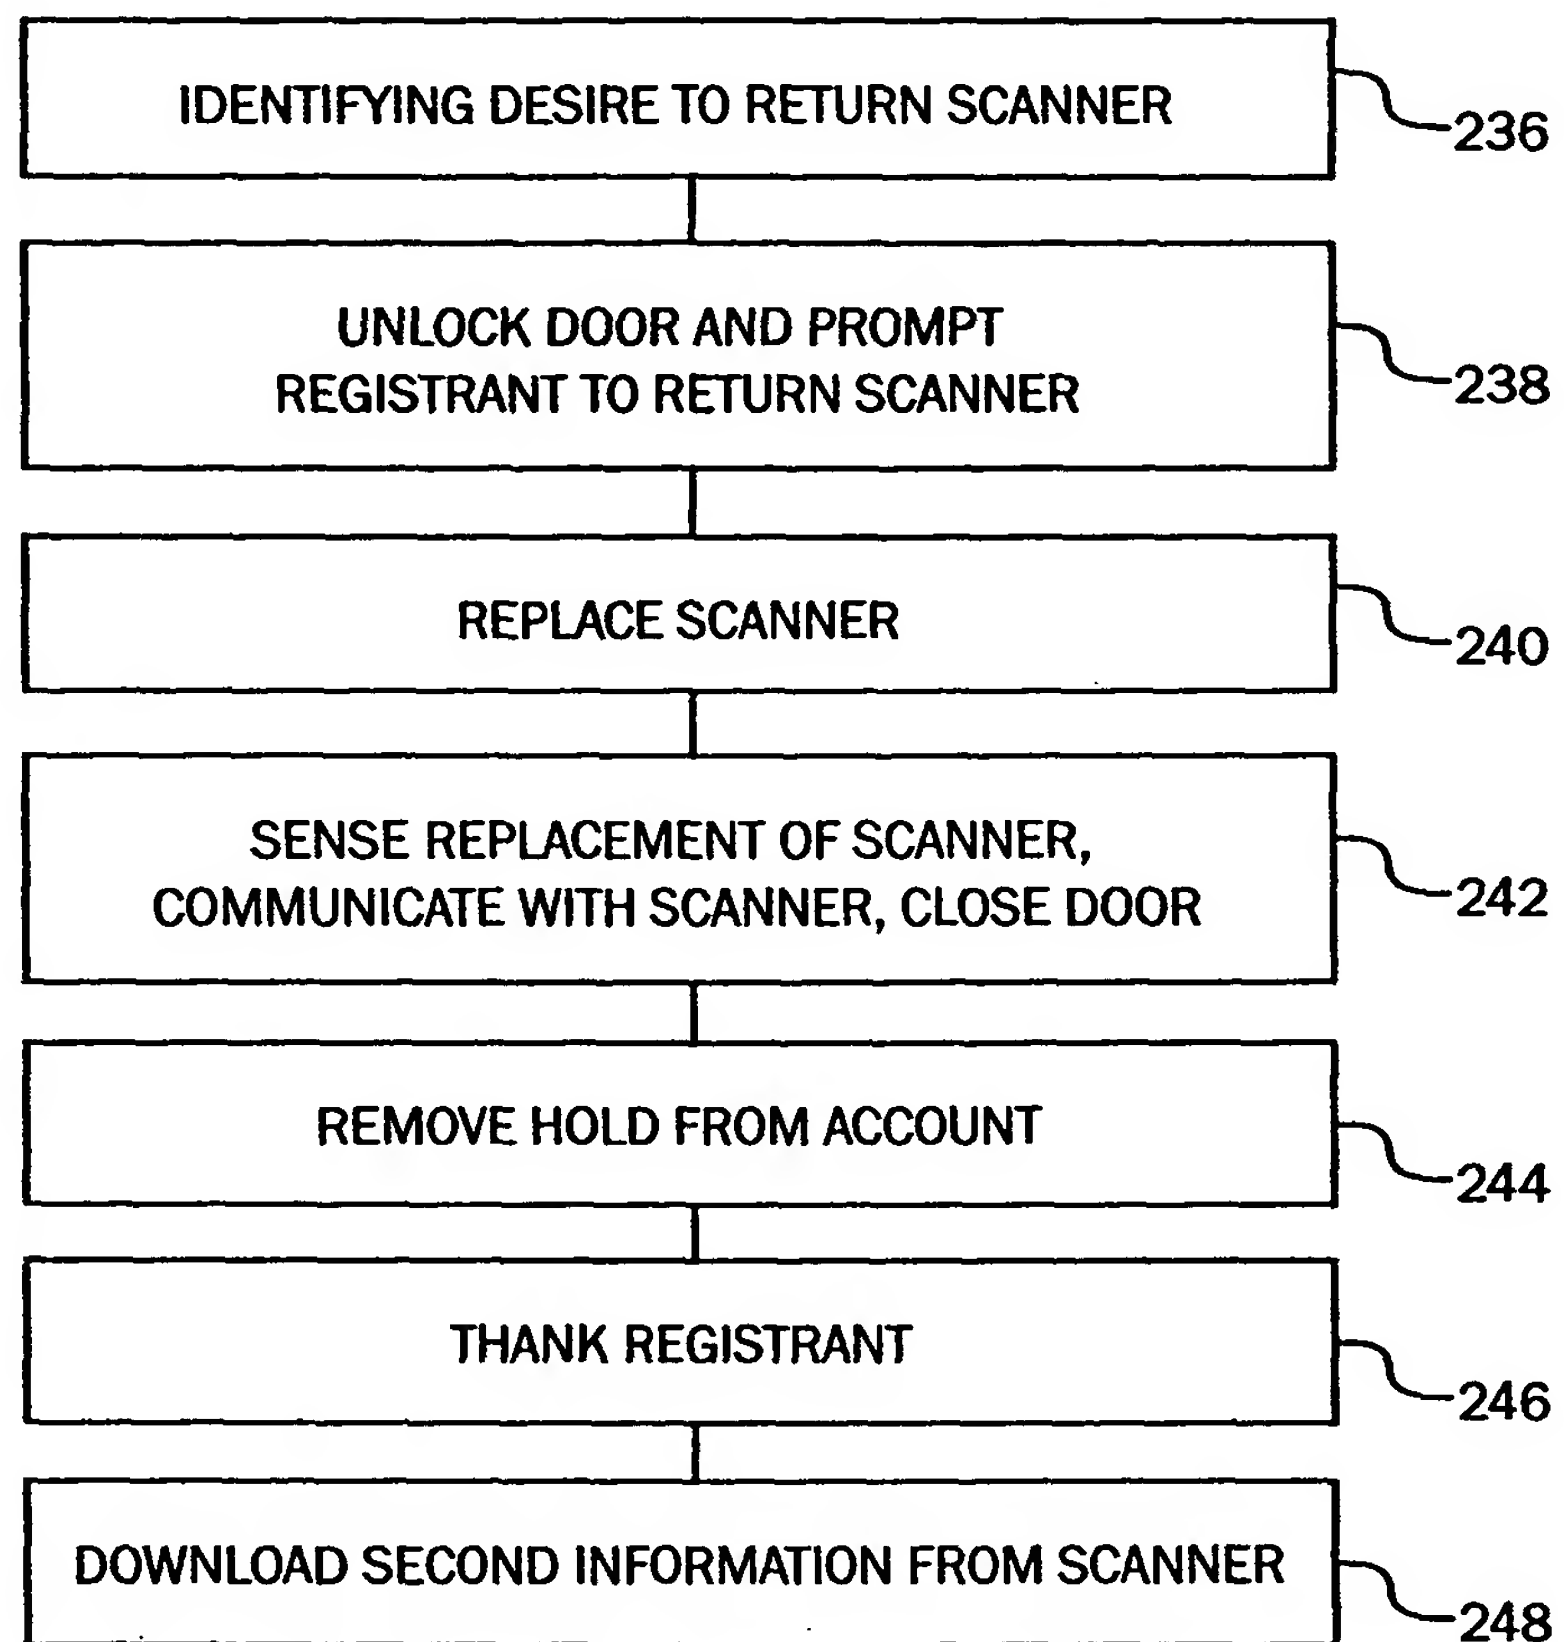 IDENTIFYING DESIRE TO RETURN SCANNER
236
UNLOCK DOOR AND PROMPT
REGISTRANT TO RETURN SCANNER
238
REPLACE SCANNER
240
SENSE REPLACEMENT OF SCANNER,
COMMUNICATE WITH SCANNER, CLOSE DOOR
242
REMOVE HOLD FROM ACCOUNT
244
THANK REGISTRANT
246
DOWNLOAD SECOND INFORMATION FROM SCANNER
248